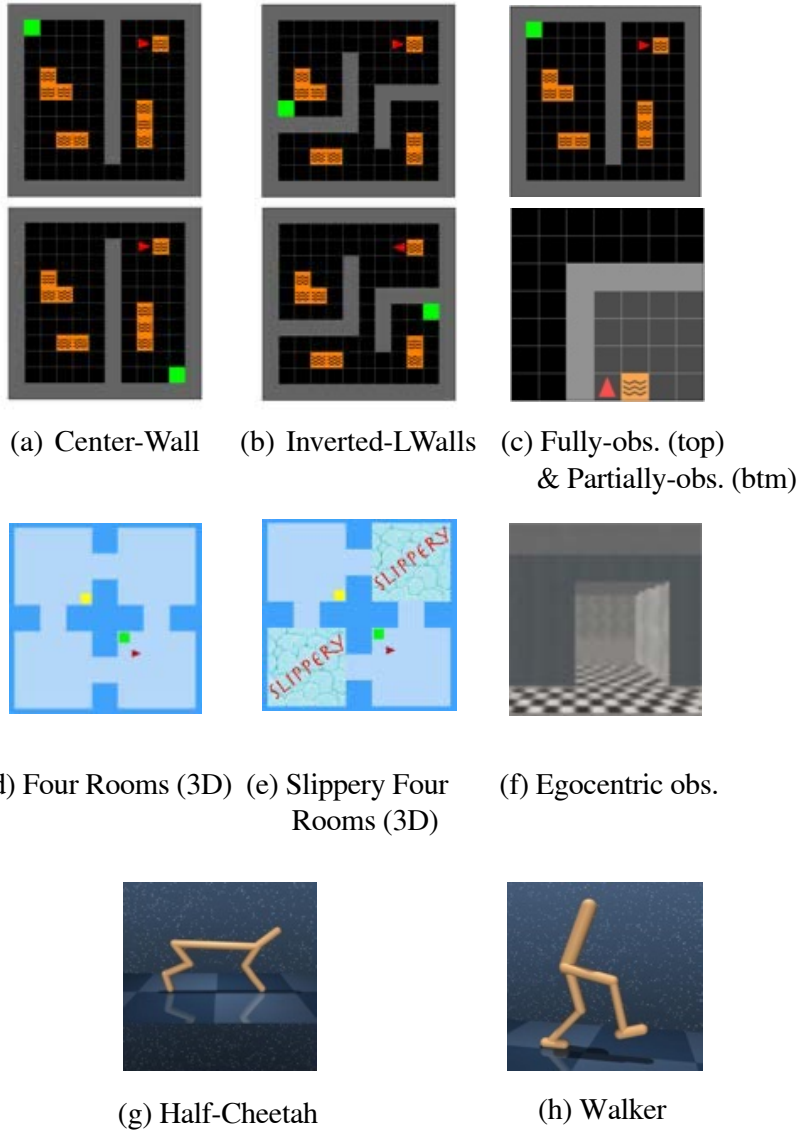 (a) Center-Wall
(b) Inverted-LWalls
(c) Fully-obs. (top)
& Partially-obs. (btm)
SLIPPERY
SLIPPERY
d) Four Rooms (3D)
(e) Slippery Four
Rooms (3D)
(f) Egocentric obs.
(g) Half-Cheetah
(h) Walker